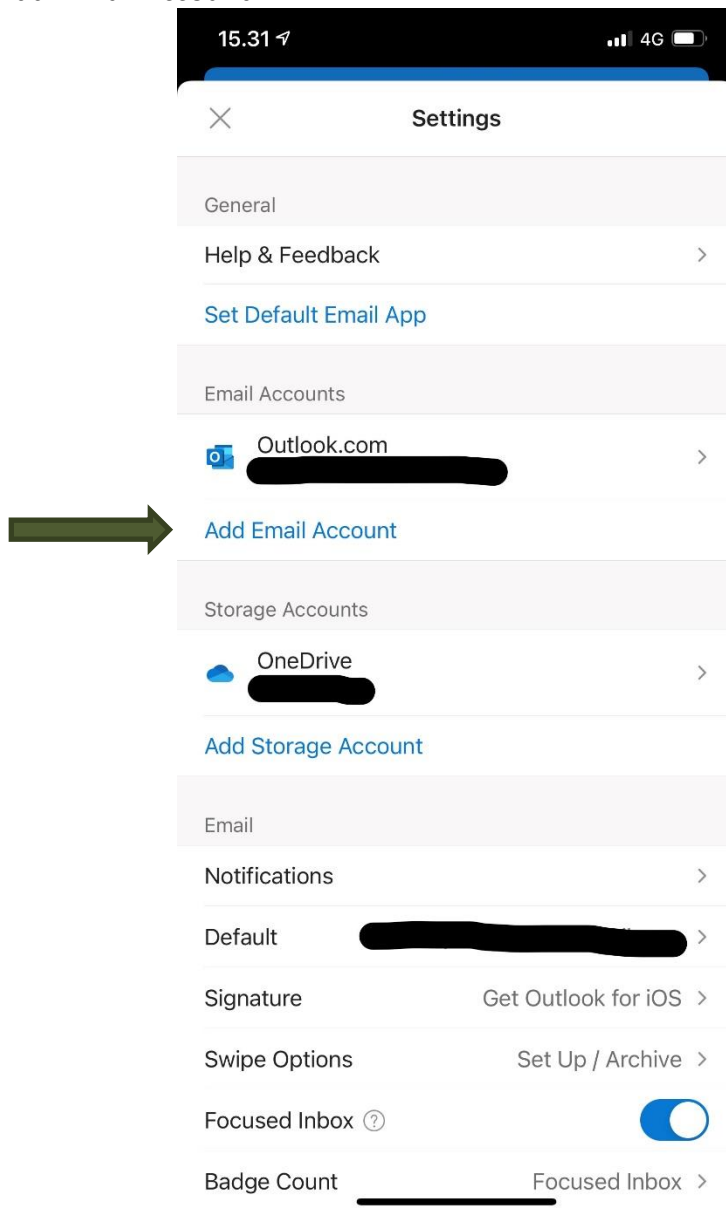 15.31
4G
Settings
General
Help & Feedback
Set Default Email App
Email Accounts
Outlook.com
Add Email Account
Storage Accounts
OneDrive
Add Storage Account
Email
Notifications
Default
Signature Get Outlook for iOS
Swipe Options Set Up / Archive
Focused Inbox ?
Badge Count Focused Inbox